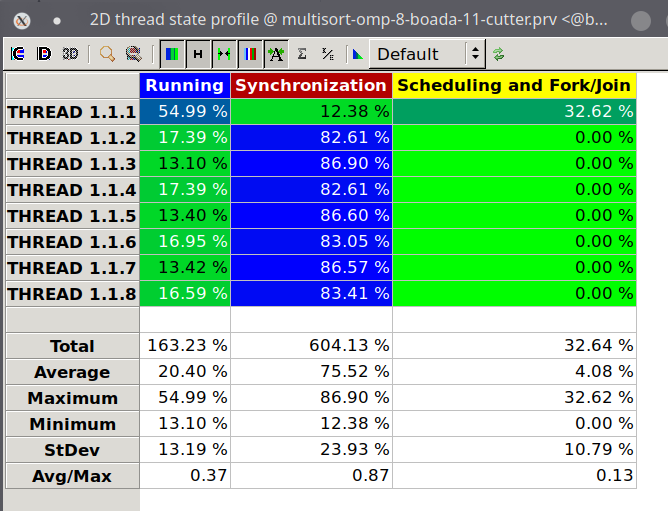 2D thread state profile @ multisort-omp-8-boada-11-cutter.prv <@b...
3D Σ Default
Running Synchronization Scheduling and Fork/Join
THREAD 1.1.1 54.99 % 12.38 % 32.62 %
THREAD 1.1.2 17.39 % 82.61 % 0.00 %
THREAD 1.1.3 13.10 % 86.90 % 0.00 %
THREAD 1.1.4 17.39 % 82.61 % 0.00 %
THREAD 1.1.5 13.40 % 86.60 % 0.00 %
THREAD 1.1.6 16.95 % 83.05 % 0.00 %
THREAD 1.1.7 13.42 % 86.57 % 0.00 %
THREAD 1.1.8 16.59 % 83.41 % 0.00 %
Total 163.23 % 604.13 % 32.64 %
Average 20.40 % 75.52 % 4.08 %
Maximum 54.99 % 86.90 % 32.62 %
Minimum 13.10 % 12.38 % 0.00 %
StDev 13.19 % 23.93 % 10.79 %
Avg/Max 0.37 0.87 0.13